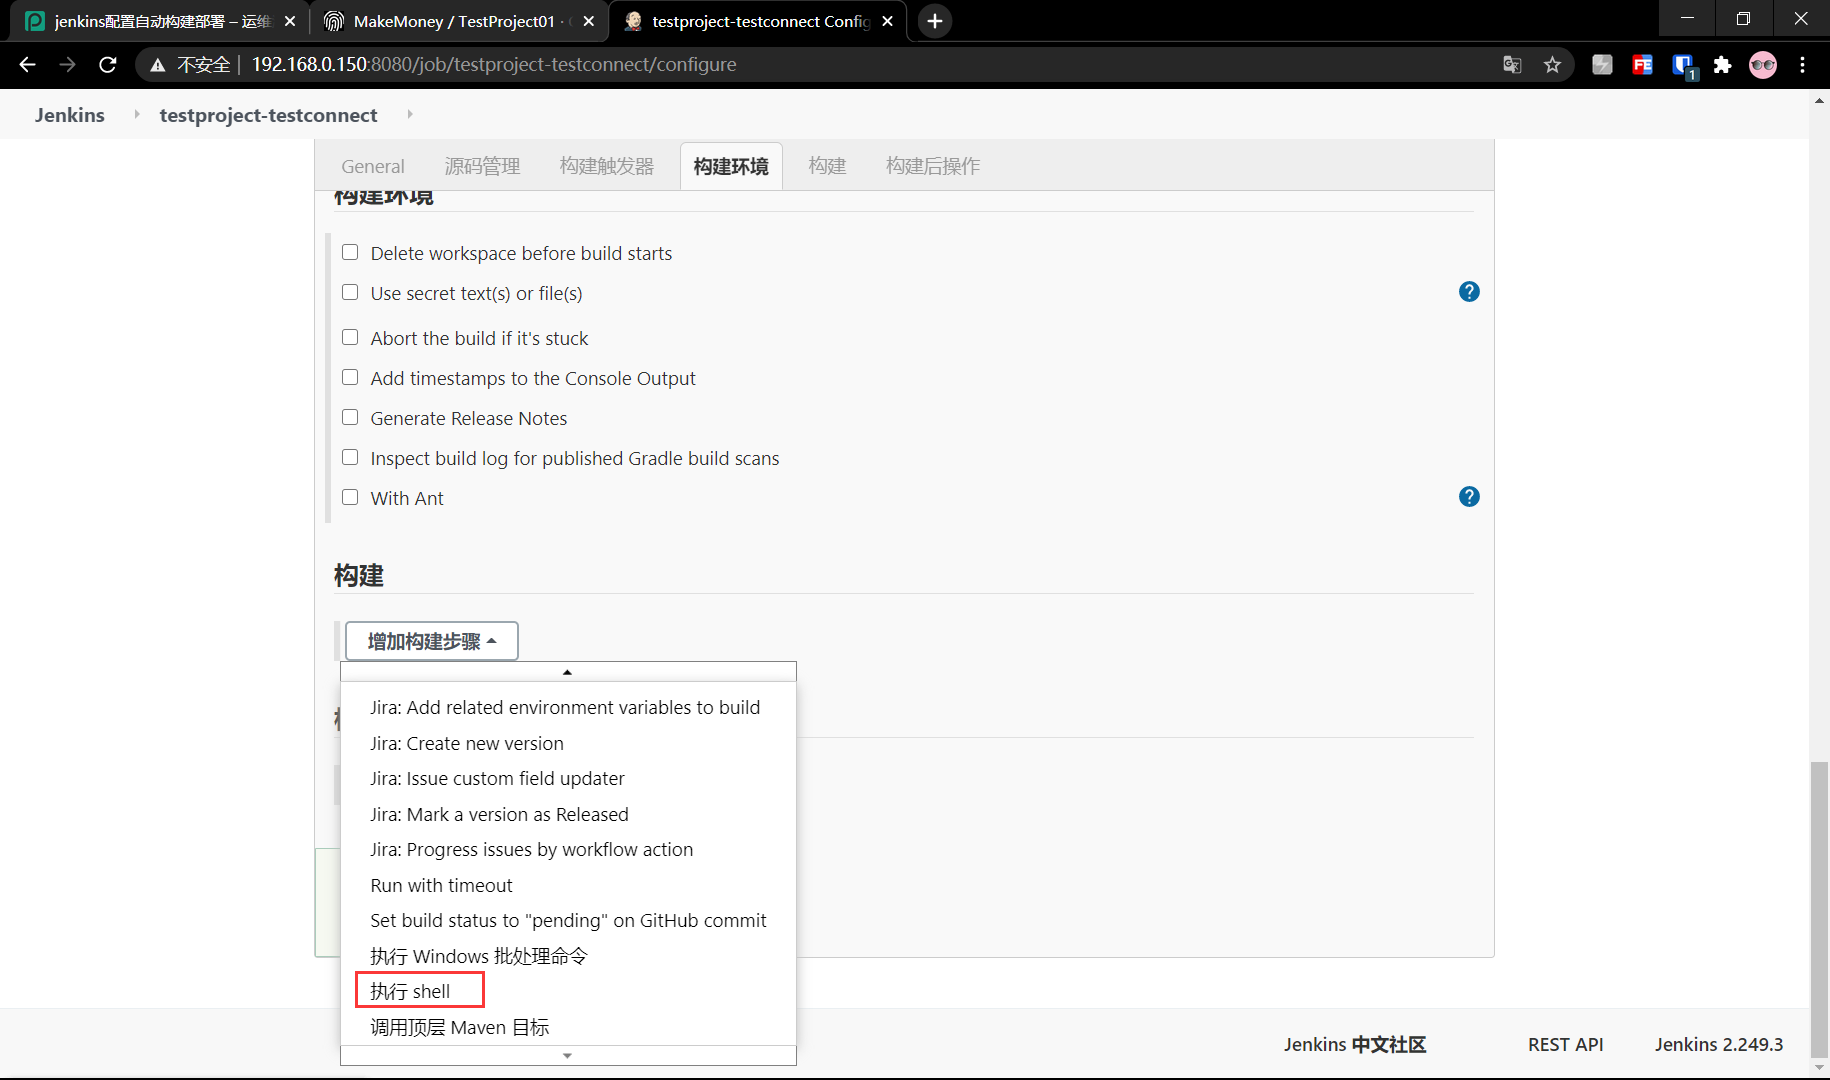 jenkins配置自动构建部署 – 运维
MakeMoney / TestProject01 ·
testproject-testconnect Config
不安全
192.168.0.150:8080/job/testproject-testconnect/configure
FE
1
Jenkins
testproject-testconnect
General
源码管理
构建触发器
构建环境
构建
构建后操作
构建环境
Delete workspace before build starts
Use secret text(s) or file(s)
?
Abort the build if it's stuck
Add timestamps to the Console Output
Generate Release Notes
Inspect build log for published Gradle build scans
With Ant
?
构建
增加构建步骤
Jira: Add related environment variables to build
Jira: Create new version
Jira: Issue custom field updater
Jira: Mark a version as Released
Jira: Progress issues by workflow action
Run with timeout
Set build status to "pending" on GitHub commit
执行 Windows 批处理命令
执行 shell
调用顶层 Maven 目标
Jenkins 中文社区
REST API
Jenkins 2.249.3